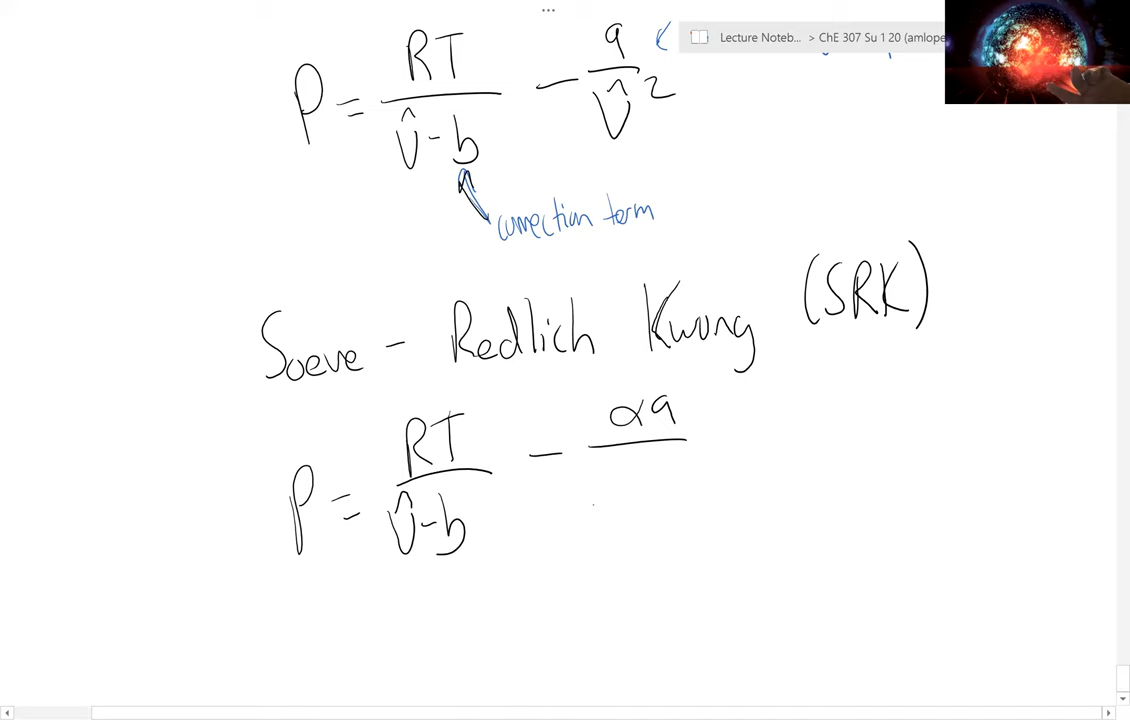 Lecture Noteb... > ChE 307 Su 1 20 (amlope
P = RT / (V̂ - b) - a / V̂ 2
correction term
Soeve - Redlich Kwong (SRK)
P = RT / (V̂ - b) - αa